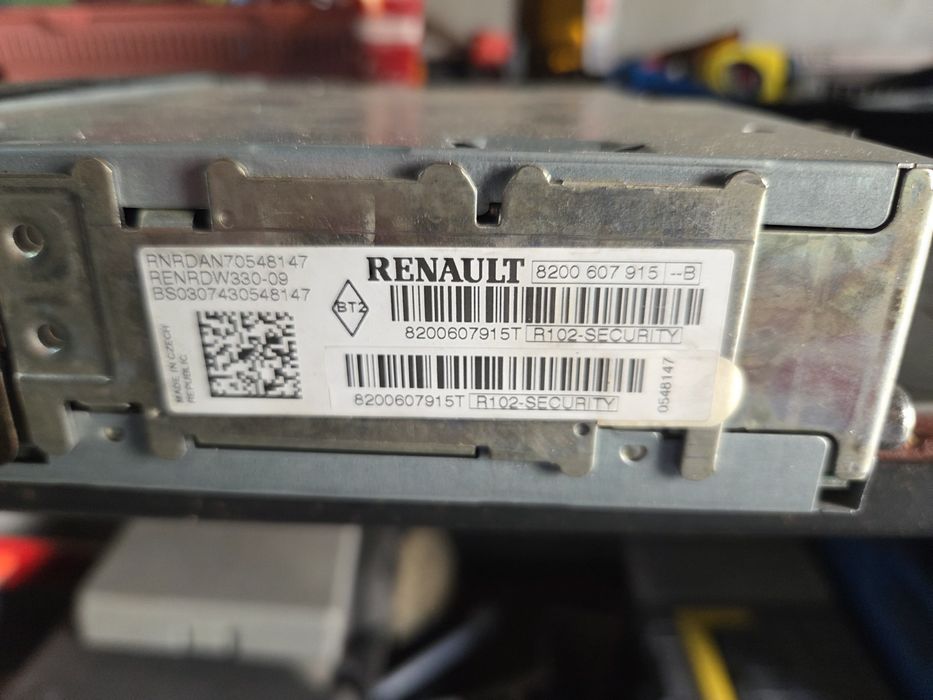 RNRDAN70548147
RENRDW330-09
BS0307430548147
MADE IN CZECH
REPUBLIC
BT2
RENAULT 8200 607 915 --B
8200607915T R102-SECURITY
8200607915T R102-SECURITY
0548147